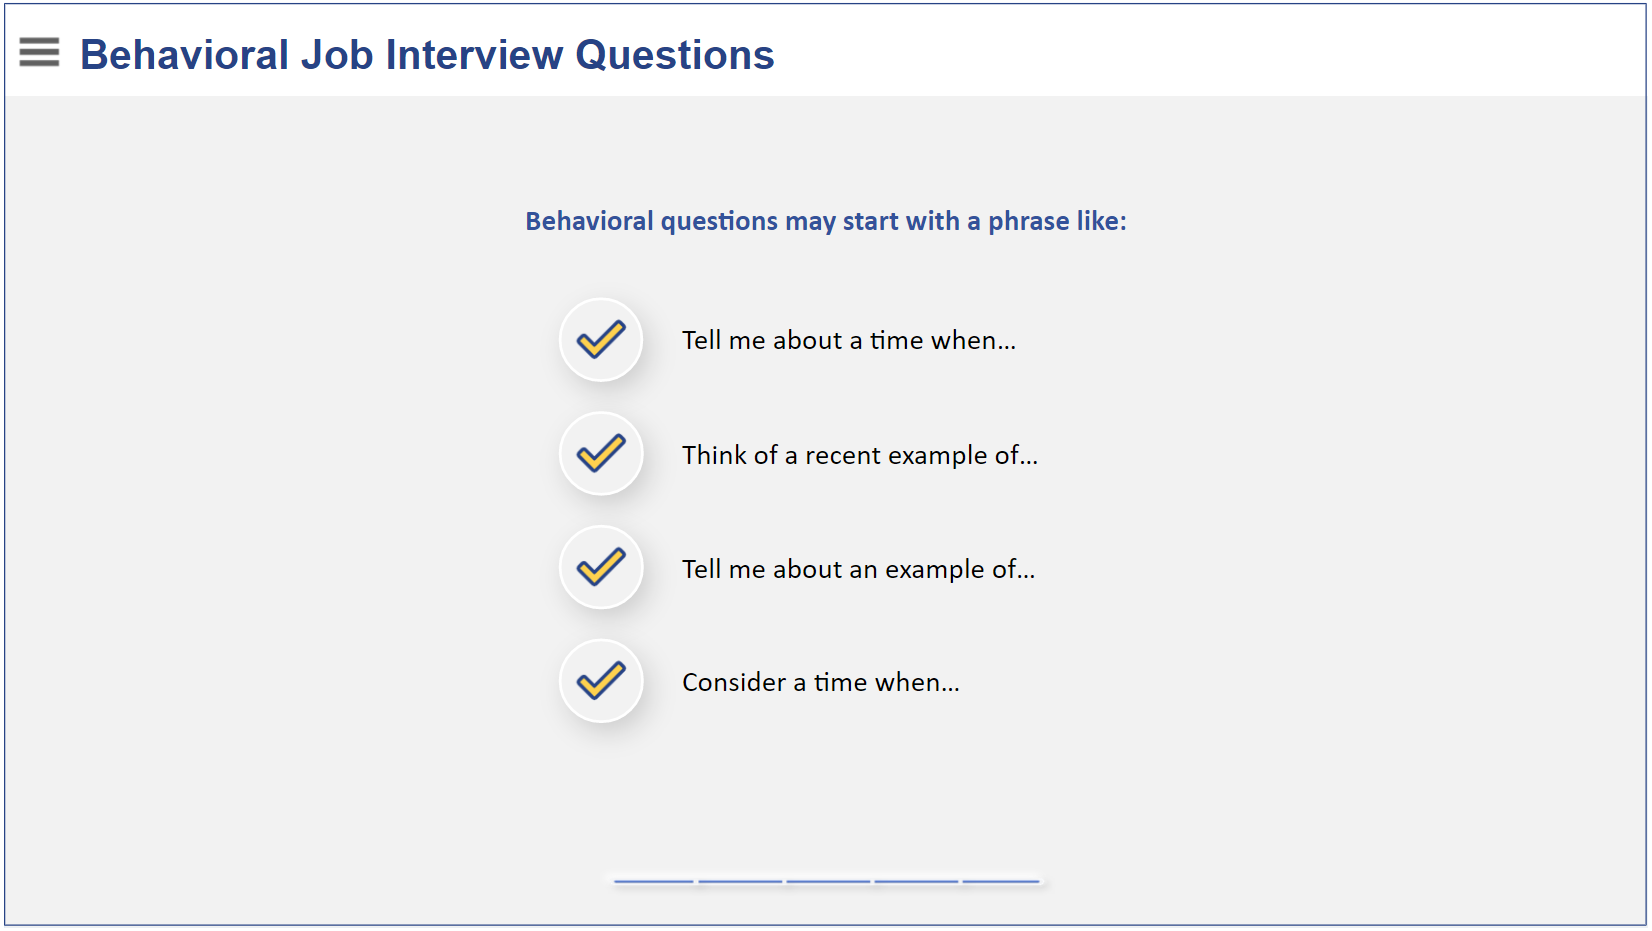 Behavioral Job Interview Questions
Behavioral questions may start with a phrase like:
Tell me about a time when...
Think of a recent example of...
Tell me about an example of...
Consider a time when...